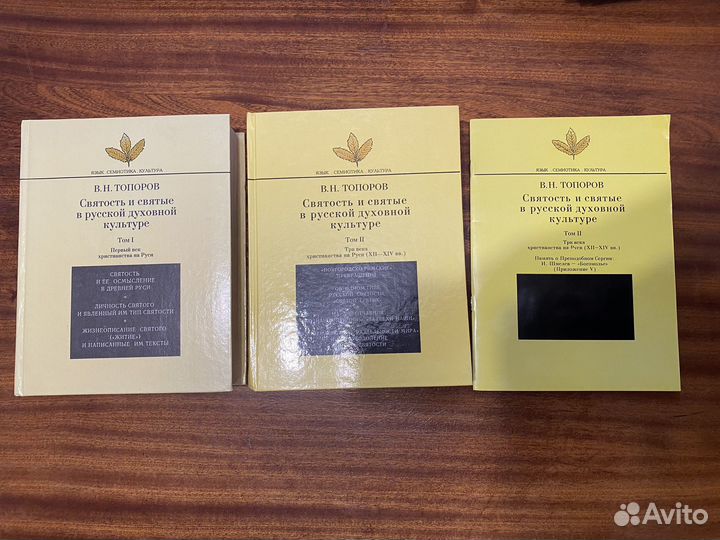 ЯЗЫК . СЕМИОТИКА . КУЛЬТУРА
В.Н. ТОПОРОВ
Святость и святые
в русской духовной
культуре
Том I
Первый век
христианства на Руси
СВЯТОСТЬ
И ЕЕ ОСМЫСЛЕНИЕ
В ДРЕВНЕЙ РУСИ
ЛИЧНОСТЬ СВЯТОГО
И ЯВЛЕННЫЙ ИМ ТИП СВЯТОСТИ
ЖИЗНЕОПИСАНИЕ СВЯТОГО
(«ЖИТИЕ»)
И НАПИСАННЫЕ ИМ ТЕКСТЫ
ЯЗЫК . СЕМИОТИКА . КУЛЬТУРА
В.Н. ТОПОРОВ
Святость и святые
в русской духовной
культуре
Том II
Три века
христианства на Руси (XII—XIV вв.)
ЯЗЫК . СЕМИОТИКА . КУЛЬТУРА
В.Н. ТОПОРОВ
Святость и святые
в русской духовной
культуре
Том II
Три века
христианства на Руси (XII—XIV вв.)
Память о Преподобном Сергии:
И. Шмелев — «Богомолье»
(Приложение V)
Avito